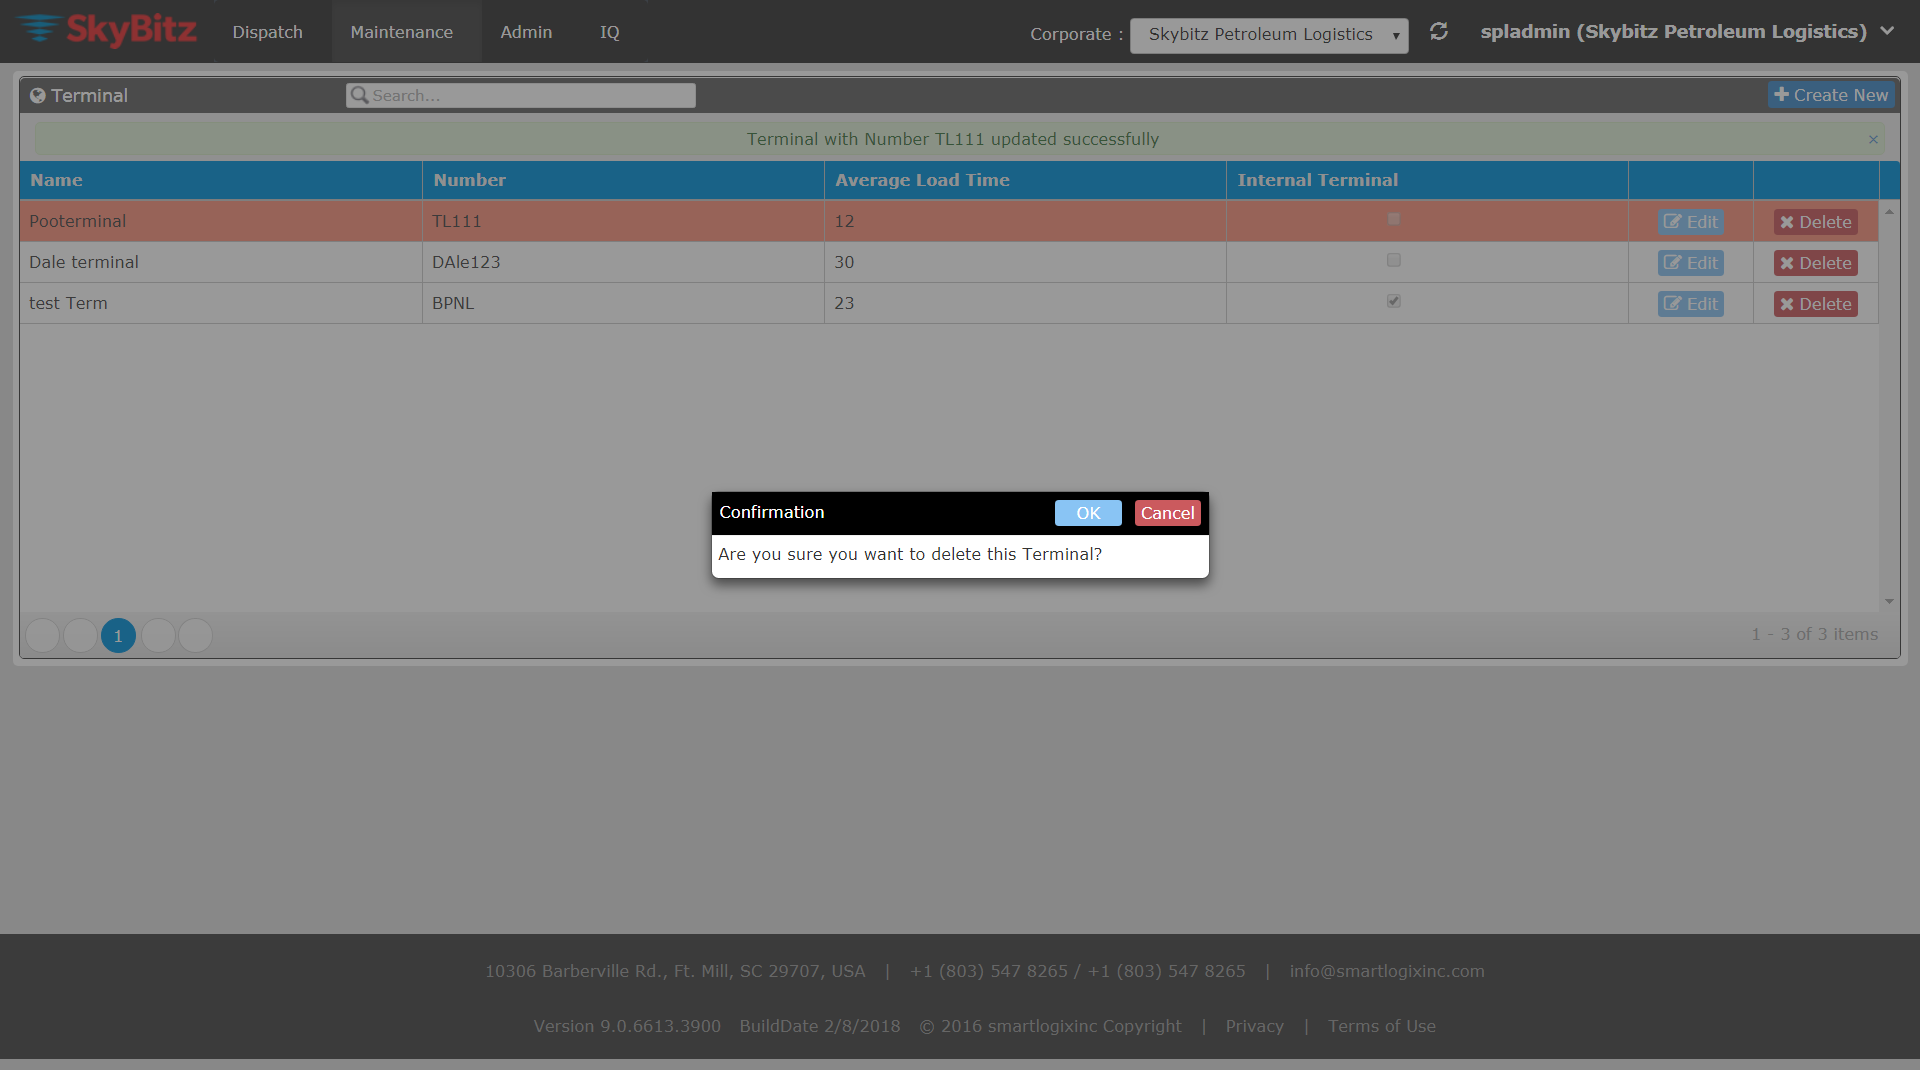 SkyBitz Dispatch Maintenance Admin IQ Corporate : Skybitz Petroleum Logistics spladmin (Skybitz Petroleum Logistics)
Terminal Search... Create New
Terminal with Number TL111 updated successfully ×
Name Number Average Load Time Internal Terminal
Pooterminal TL111 12 Edit Delete
Dale terminal DAle123 30 Edit Delete
test Term BPNL 23 Edit Delete
Confirmation OK Cancel
Are you sure you want to delete this Terminal?
1 1 - 3 of 3 items
10306 Barberville Rd., Ft. Mill, SC 29707, USA | +1 (803) 547 8265 / +1 (803) 547 8265 | info@smartlogixinc.com
Version 9.0.6613.3900 BuildDate 2/8/2018 © 2016 smartlogixinc Copyright | Privacy | Terms of Use